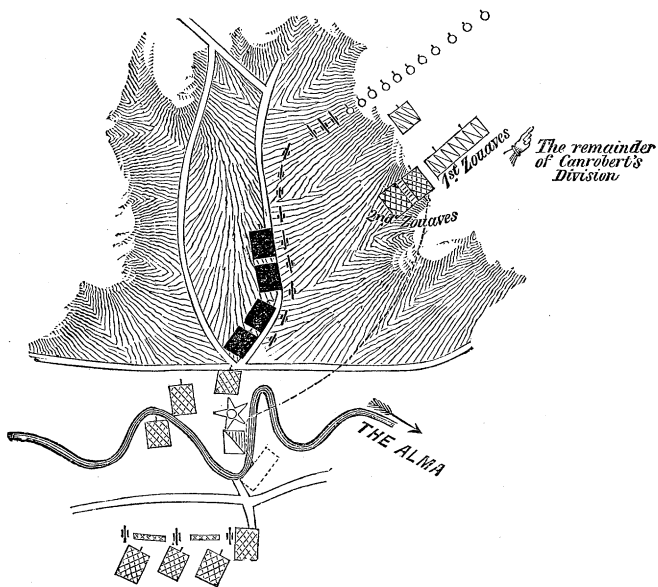 1st Zouaves
The remainder
of Canrobert's
Division
2nd Zouaves
THE ALMA